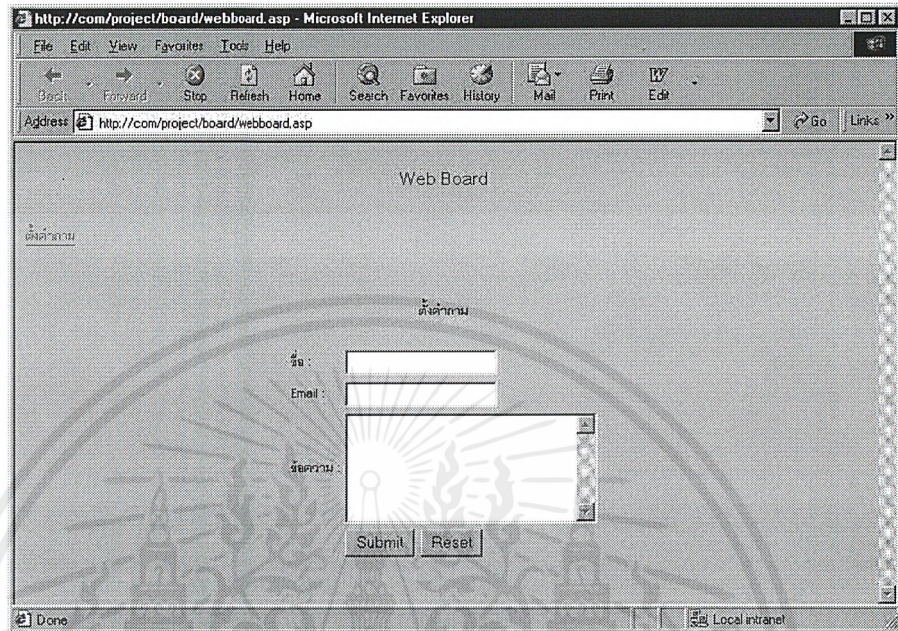 http://com/project/board/webboard.asp - Microsoft Internet Explorer
File Edit View Favorites Tools Help
Back Forward Stop Refresh Home Search Favorites History Mail Print Edit
Address http://com/project/board/webboard.asp Go Links »
Web Board
ตั้งคำถาม
ตั้งคำถาม
ชื่อ :
Email :
ข้อความ :
Submit Reset
Done Local intranet